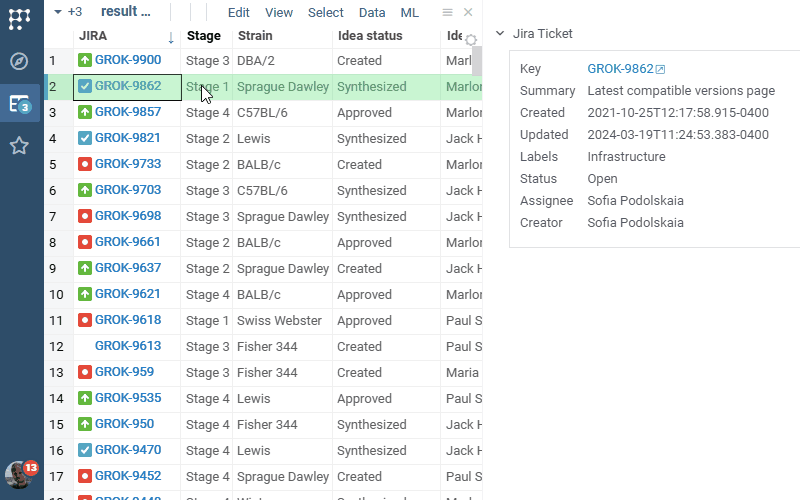 +3 result ... Edit View Select Data ML
JIRA Stage Strain Idea status Ide
1 GROK-9900 Stage 3 DBA/2 Created Marl
2 GROK-9862 Stage 1 Sprague Dawley Synthesized Marlor
3 GROK-9857 Stage 4 C57BL/6 Approved Marlor
4 GROK-9821 Stage 2 Lewis Synthesized Jack H
5 GROK-9733 Stage 2 BALB/c Created Marlor
6 GROK-9703 Stage 3 C57BL/6 Synthesized Jack H
7 GROK-9698 Stage 3 Sprague Dawley Synthesized Jack H
8 GROK-9661 Stage 2 BALB/c Approved Marlor
9 GROK-9637 Stage 2 Sprague Dawley Created Jack H
10 GROK-9621 Stage 4 BALB/c Approved Marlor
11 GROK-9618 Stage 1 Swiss Webster Approved Paul S
12 GROK-9613 Stage 3 Fisher 344 Created Paul S
13 GROK-959 Stage 3 Fisher 344 Created Maria
14 GROK-9535 Stage 4 Lewis Approved Paul S
15 GROK-950 Stage 4 Fisher 344 Synthesized Jack H
16 GROK-9470 Stage 4 Lewis Synthesized Jack H
17 GROK-9452 Stage 4 Sprague Dawley Created Paul S
3
13
Jira Ticket
Key GROK-9862
Summary Latest compatible versions page
Created 2021-10-25T12:17:58.915-0400
Updated 2024-03-19T11:24:53.383-0400
Labels Infrastructure
Status Open
Assignee Sofia Podolskaia
Creator Sofia Podolskaia